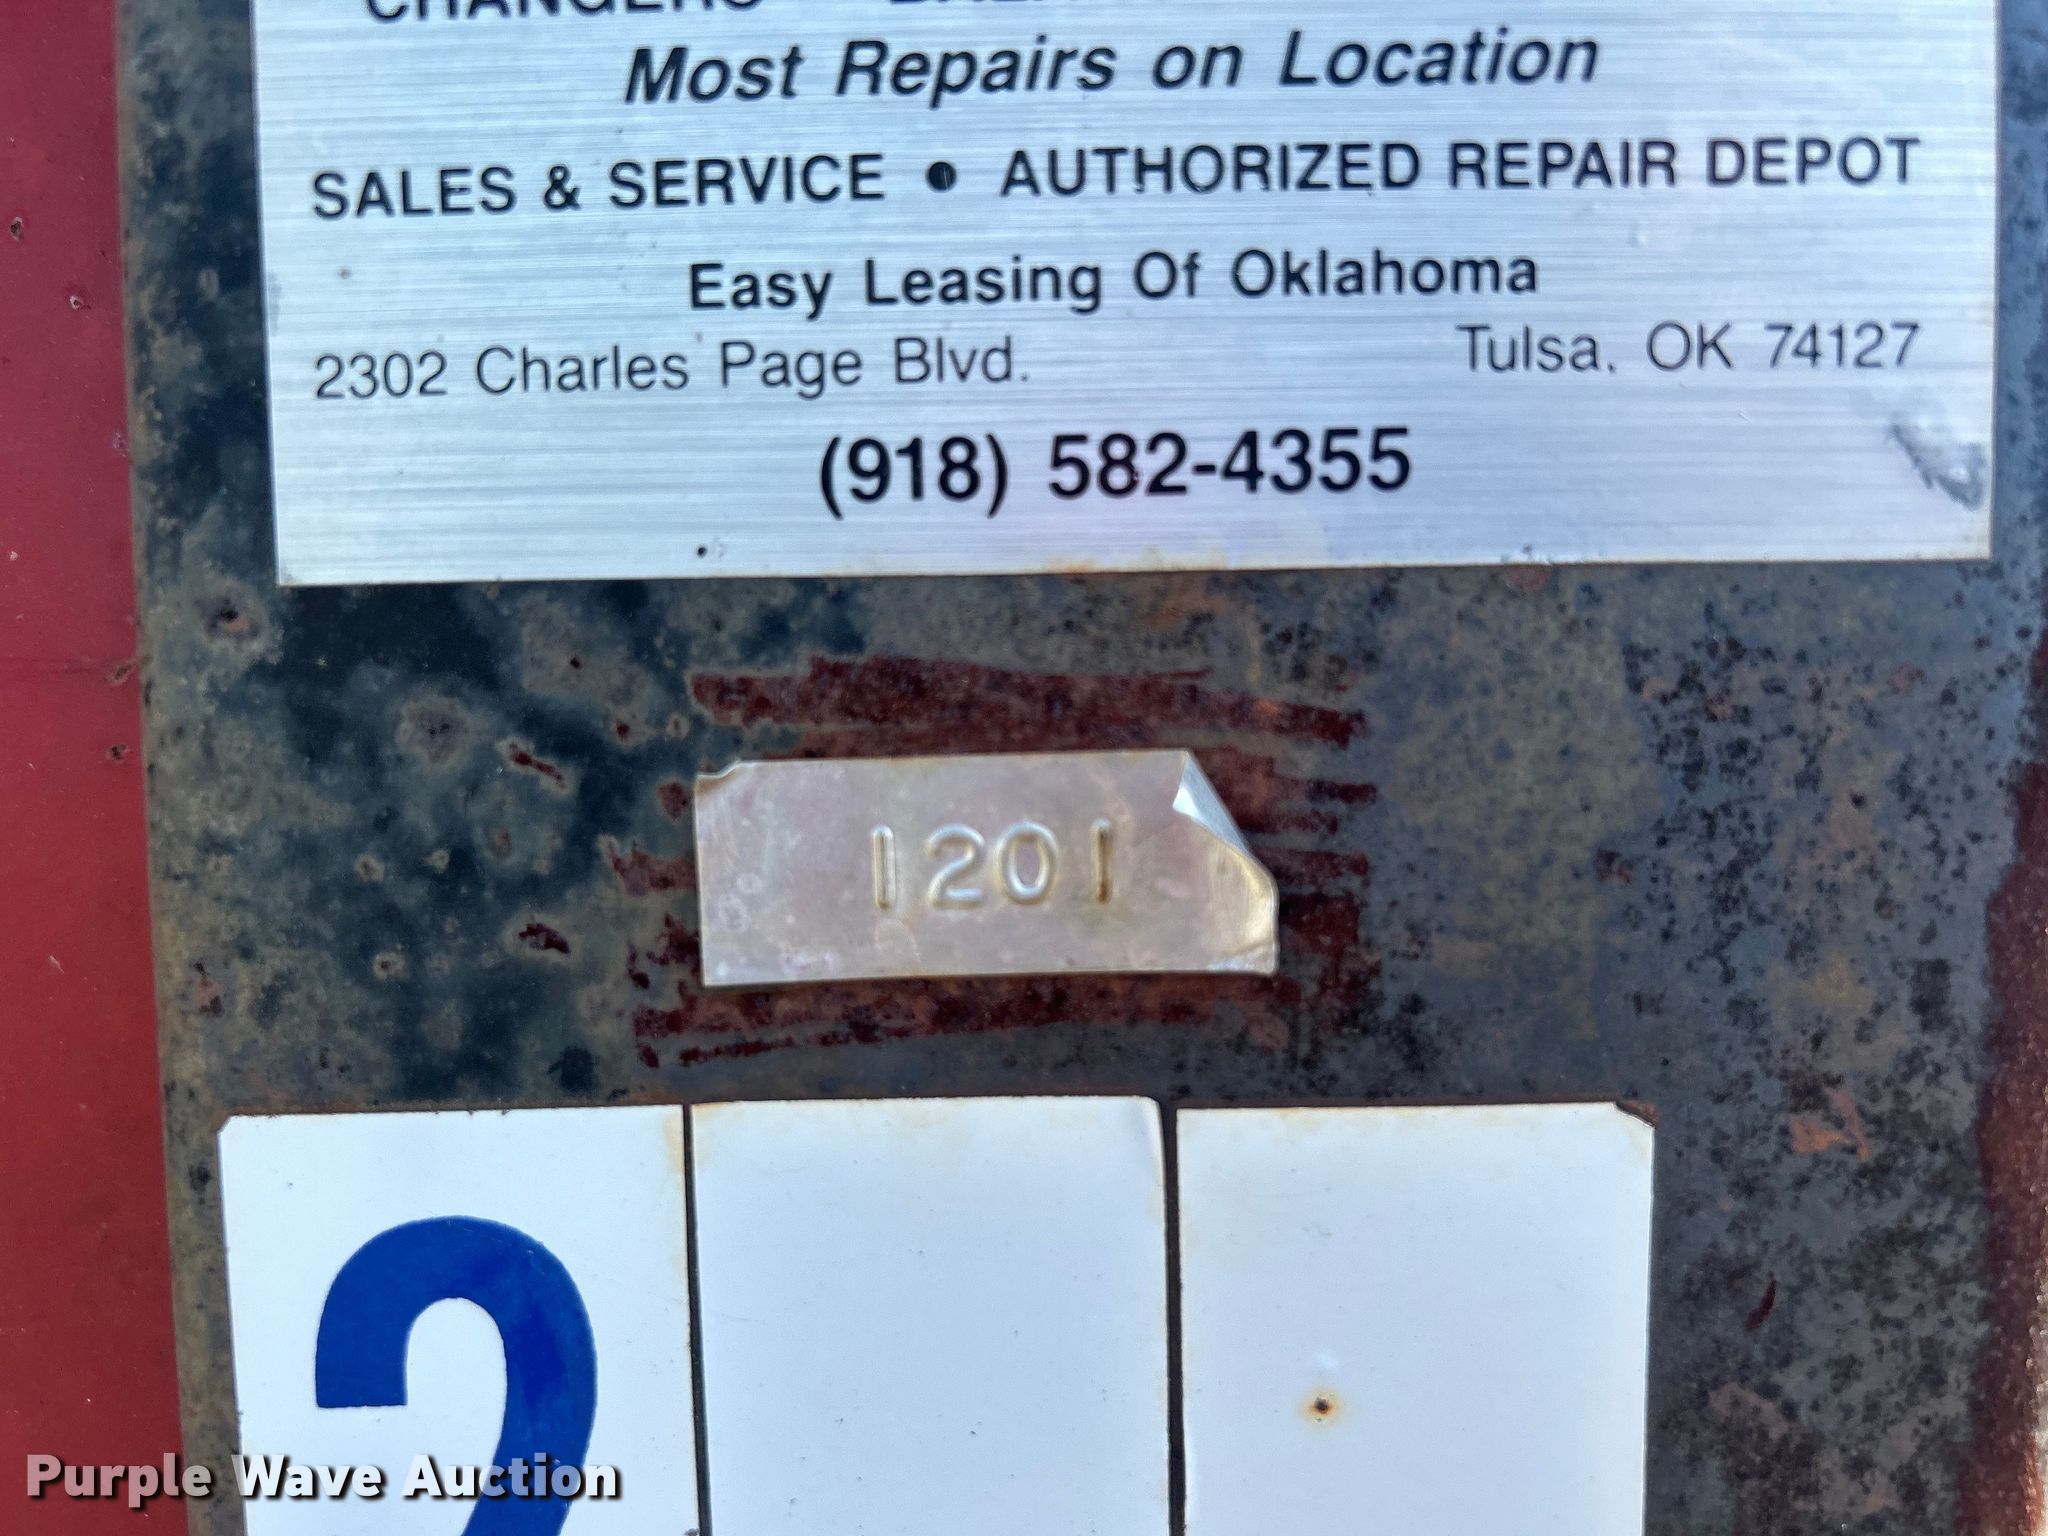 CHANGERS
Most Repairs on Location
SALES & SERVICE • AUTHORIZED REPAIR DEPOT
Easy Leasing Of Oklahoma
2302 Charles Page Blvd. Tulsa, OK 74127
(918) 582-4355
1201
2
Purple Wave Auction